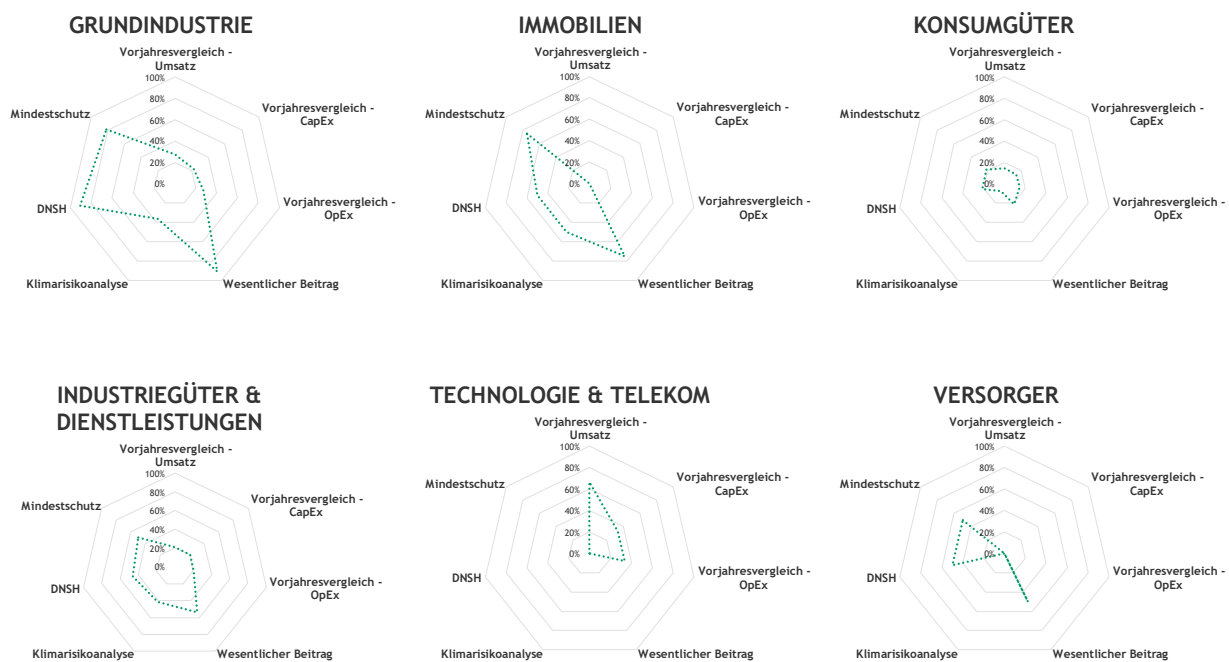 GRUNDINDUSTRIE
Vorjahresvergleich -
Umsatz
100%
80%
60%
40%
20%
0%
Vorjahresvergleich -
CapEx
Vorjahresvergleich -
OpEx
Wesentlicher Beitrag
Klimarisikoanalyse
DNSH
Mindestschutz
IMMOBILIEN
Vorjahresvergleich -
Umsatz
100%
80%
60%
40%
20%
0%
Vorjahresvergleich -
CapEx
Vorjahresvergleich -
OpEx
Wesentlicher Beitrag
Klimarisikoanalyse
DNSH
Mindestschutz
KONSUMGÜTER
Vorjahresvergleich -
Umsatz
100%
80%
60%
40%
20%
0%
Vorjahresvergleich -
CapEx
Vorjahresvergleich -
OpEx
Wesentlicher Beitrag
Klimarisikoanalyse
DNSH
Mindestschutz
INDUSTRIEGÜTER &
DIENSTLEISTUNGEN
Vorjahresvergleich -
Umsatz
100%
80%
60%
40%
20%
0%
Vorjahresvergleich -
CapEx
Vorjahresvergleich -
OpEx
Wesentlicher Beitrag
Klimarisikoanalyse
DNSH
Mindestschutz
TECHNOLOGIE & TELEKOM
Vorjahresvergleich -
Umsatz
100%
80%
60%
40%
20%
0%
Vorjahresvergleich -
CapEx
Vorjahresvergleich -
OpEx
Wesentlicher Beitrag
Klimarisikoanalyse
DNSH
Mindestschutz
VERSORGER
Vorjahresvergleich -
Umsatz
100%
80%
60%
40%
20%
0%
Vorjahresvergleich -
CapEx
Vorjahresvergleich -
OpEx
Wesentlicher Beitrag
Klimarisikoanalyse
DNSH
Mindestschutz